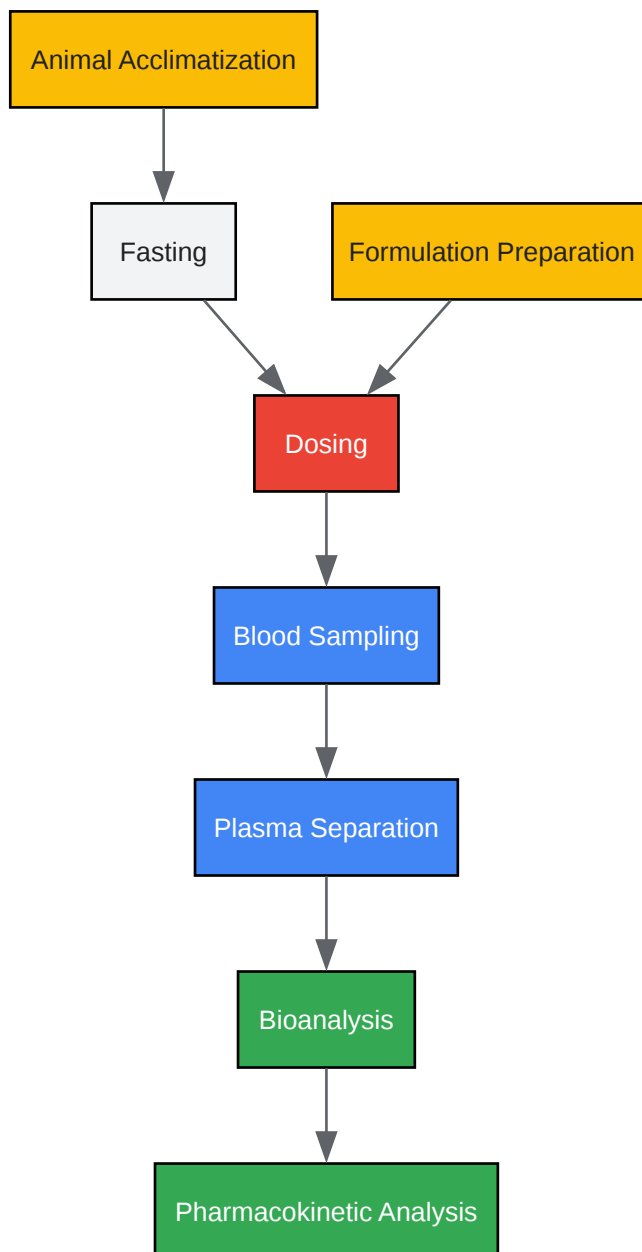 Animal Acclimatization
Fasting
Formulation Preparation
Dosing
Blood Sampling
Plasma Separation
Bioanalysis
Pharmacokinetic Analysis